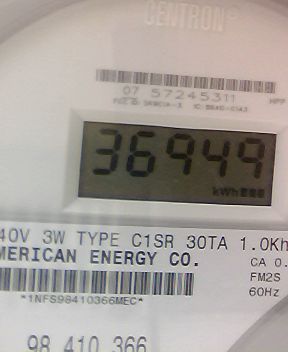 CENTRON®
07 57245311
36949
kWh
40V 3W TYPE C1SR 30TA 1.0Kh
MERICAN ENERGY CO.
CA 0.
FM2S
60Hz
*1NFS98410366MEC*
98 410 366